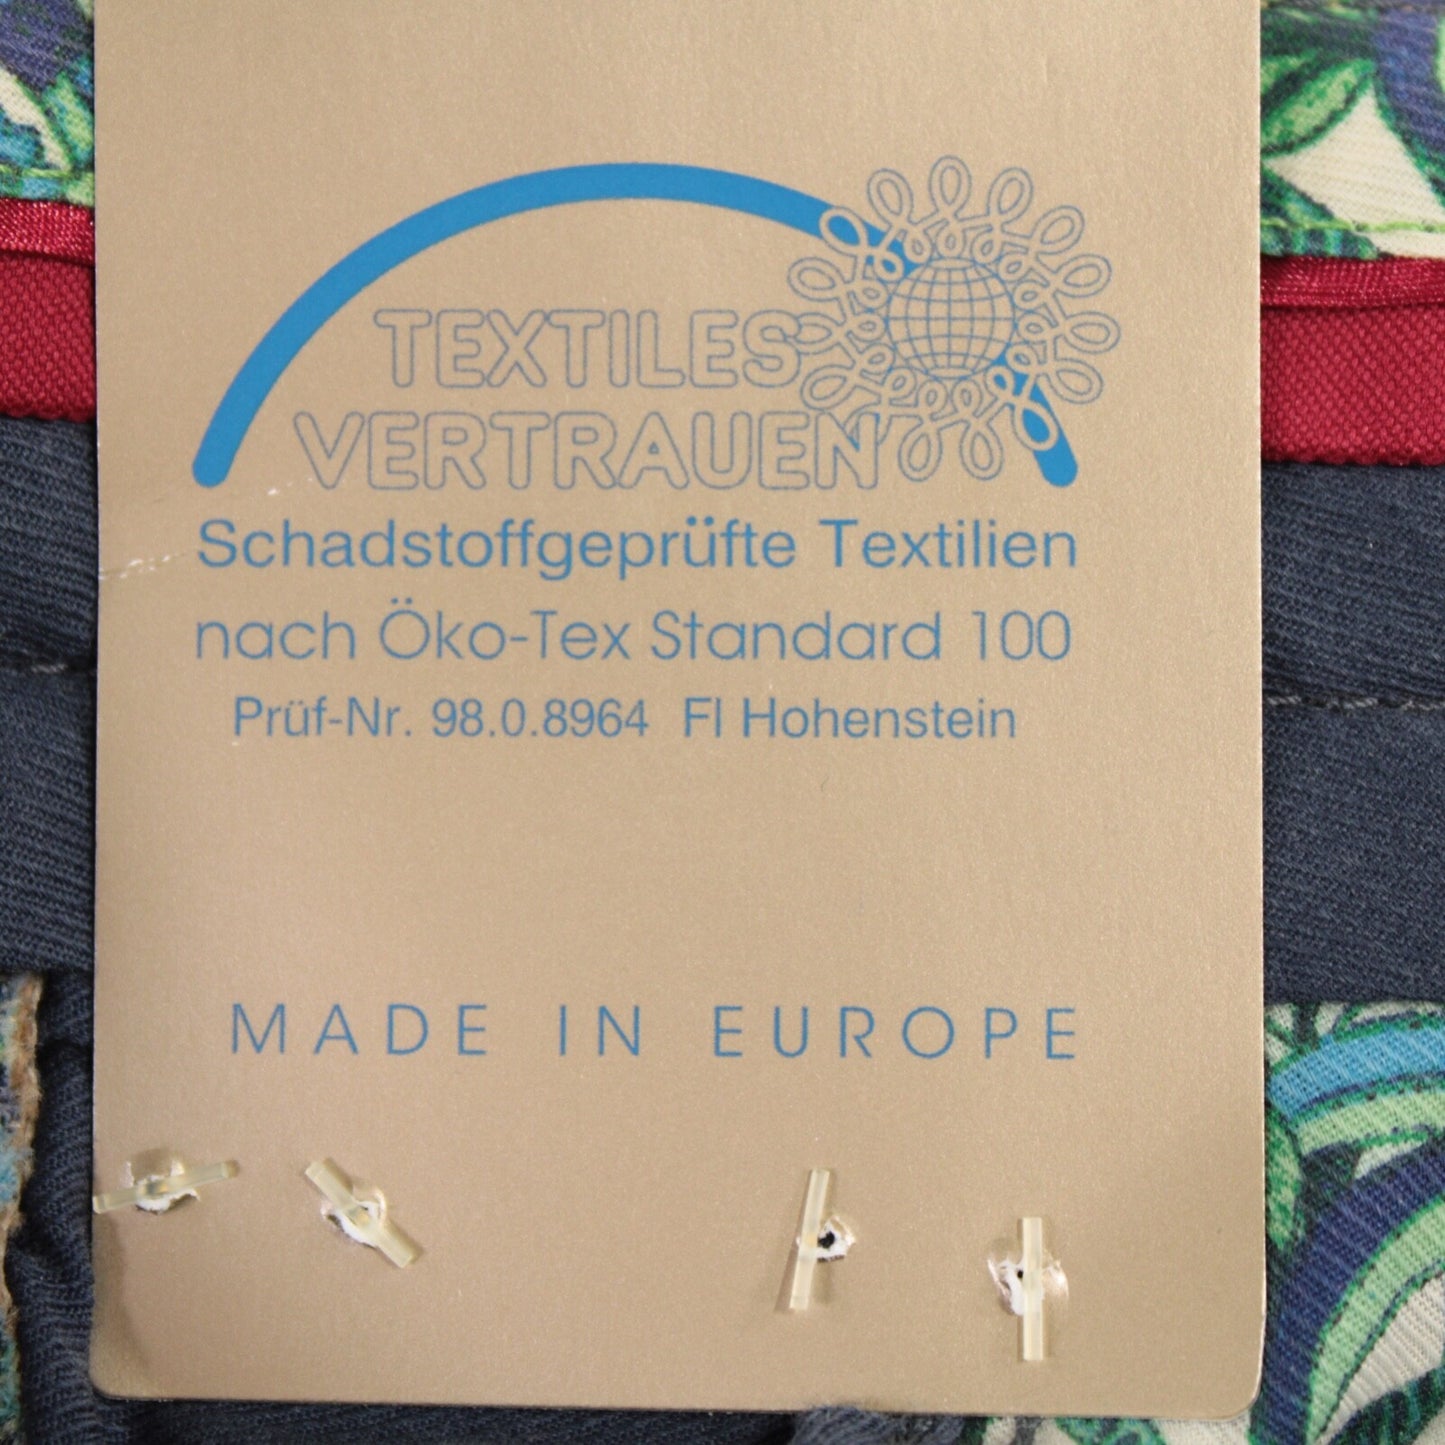 TEXTILES
VERTRAUEN
Schadstoffgeprüfte Textilien
nach Öko-Tex Standard 100
Prüf-Nr. 98.0.8964 FI Hohenstein
MADE IN EUROPE